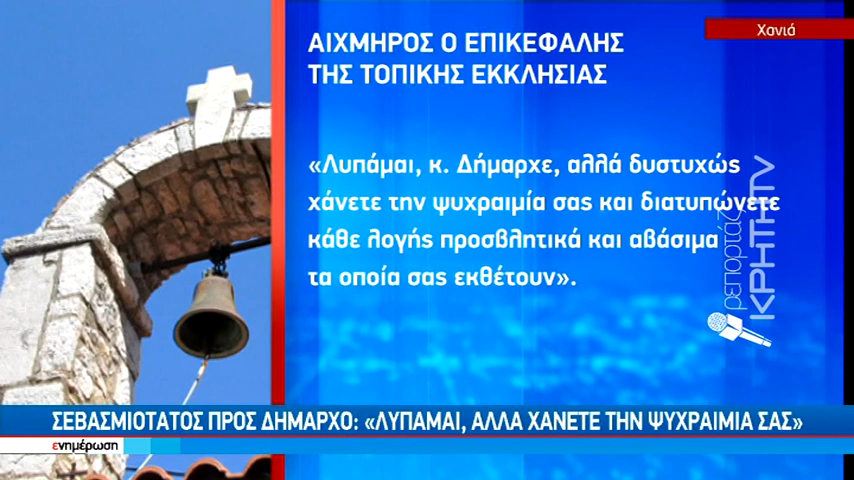 Χανιά
ΑΙΧΜΗΡΟΣ Ο ΕΠΙΚΕΦΑΛΗΣ
ΤΗΣ ΤΟΠΙΚΗΣ ΕΚΚΛΗΣΙΑΣ
«Λυπάμαι, κ. Δήμαρχε, αλλά δυστυχώς
χάνετε την ψυχραιμία σας και διατυπώνετε
κάθε λογής προσβλητικά και αβάσιμα
τα οποία σας εκθέτουν».
ρεπορτάζ
ΚΡΗΤΗ TV
ΣΕΒΑΣΜΙΟΤΑΤΟΣ ΠΡΟΣ ΔΗΜΑΡΧΟ: «ΛΥΠΑΜΑΙ, ΑΛΛΑ ΧΑΝΕΤΕ ΤΗΝ ΨΥΧΡΑΙΜΙΑ ΣΑΣ»
ενημέρωση